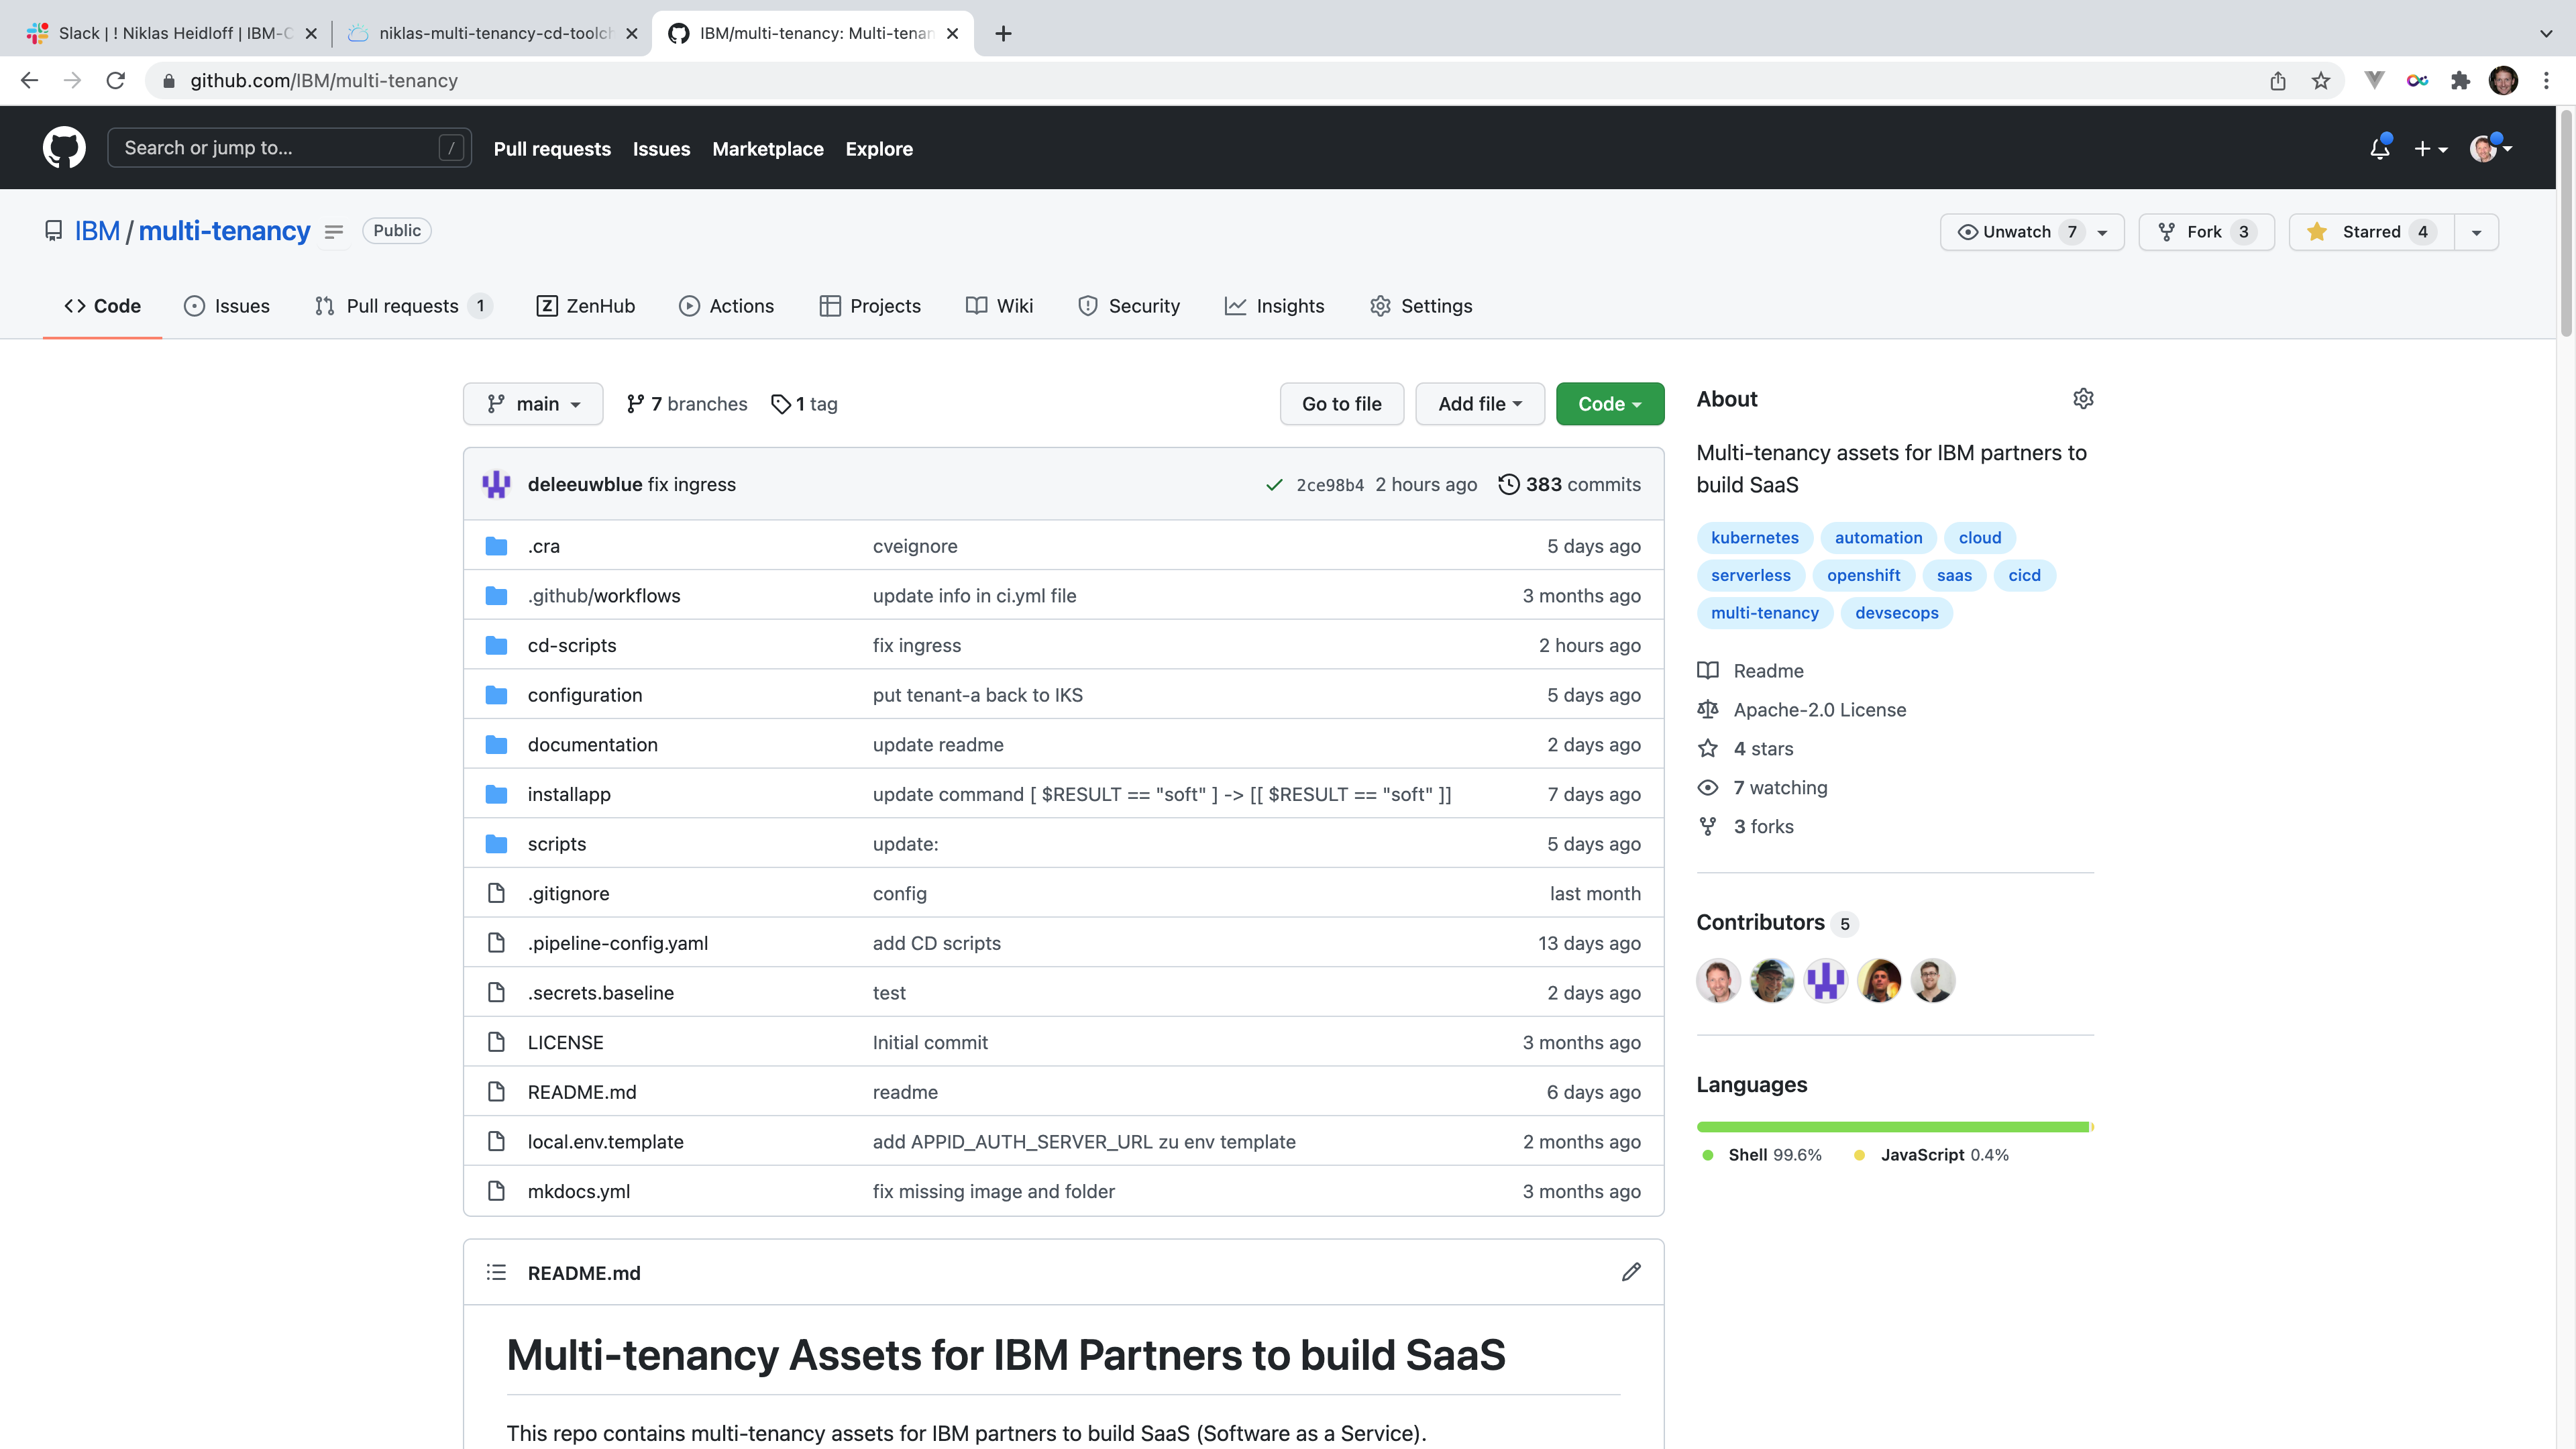 Slack | ! Niklas Heidloff | IBM-C
niklas-multi-tenancy-cd-toolch
IBM/multi-tenancy: Multi-tenan
github.com/IBM/multi-tenancy
Search or jump to... /
Pull requests Issues Marketplace Explore
IBM / multi-tenancy Public
Unwatch 7 Fork 3 Starred 4
Code Issues Pull requests 1 ZenHub Actions Projects Wiki Security Insights Settings
main 7 branches 1 tag Go to file Add file Code
deleeuwblue fix ingress 2ce98b4 2 hours ago 383 commits
.cra cveignore 5 days ago
.github/workflows update info in ci.yml file 3 months ago
cd-scripts fix ingress 2 hours ago
configuration put tenant-a back to IKS 5 days ago
documentation update readme 2 days ago
installapp update command [ $RESULT == "soft" ] -> [[ $RESULT == "soft" ]] 7 days ago
scripts update: 5 days ago
.gitignore config last month
.pipeline-config.yaml add CD scripts 13 days ago
.secrets.baseline test 2 days ago
LICENSE Initial commit 3 months ago
README.md readme 6 days ago
local.env.template add APPID_AUTH_SERVER_URL zu env template 2 months ago
mkdocs.yml fix missing image and folder 3 months ago
README.md
Multi-tenancy Assets for IBM Partners to build SaaS
This repo contains multi-tenancy assets for IBM partners to build SaaS (Software as a Service).
About
Multi-tenancy assets for IBM partners to
build SaaS
kubernetes automation cloud
serverless openshift saas cicd
multi-tenancy devsecops
Readme
Apache-2.0 License
4 stars
7 watching
3 forks
Contributors 5
Languages
Shell 99.6% JavaScript 0.4%